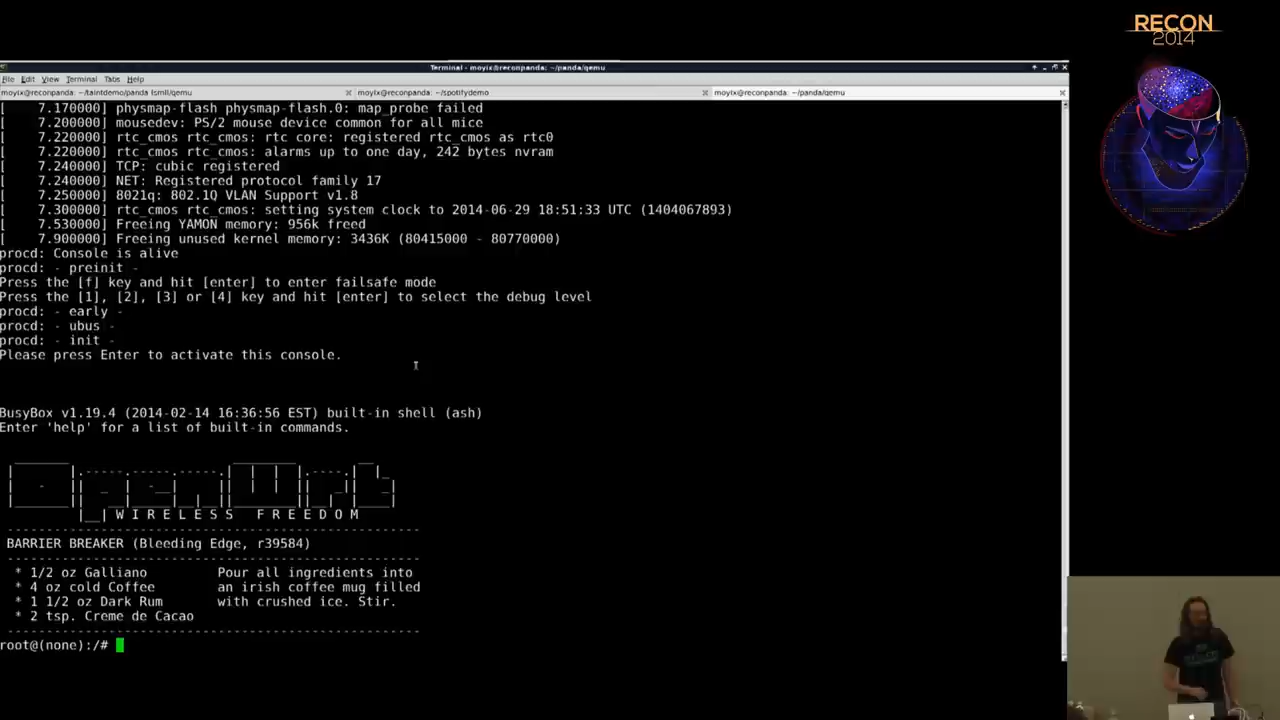 RECON
2014
Terminal - moyix@reconpanda: ~/panda/qemu
File Edit View Terminal Tabs Help
moyix@reconpanda: ~/taintdemo/panda lsmll/qemu
moyix@reconpanda: ~/spotifydemo
moyix@reconpanda: ~/panda/qemu
[    7.170000] physmap-flash physmap-flash.0: map_probe failed
[    7.200000] mousedev: PS/2 mouse device common for all mice
[    7.220000] rtc_cmos rtc_cmos: rtc core: registered rtc_cmos as rtc0
[    7.220000] rtc_cmos rtc_cmos: alarms up to one day, 242 bytes nvram
[    7.240000] TCP: cubic registered
[    7.240000] NET: Registered protocol family 17
[    7.250000] 8021q: 802.1Q VLAN Support v1.8
[    7.300000] rtc_cmos rtc_cmos: setting system clock to 2014-06-29 18:51:33 UTC (1404067893)
[    7.530000] Freeing YAMON memory: 956k freed
[    7.900000] Freeing unused kernel memory: 3436K (80415000 - 80770000)
procd: Console is alive
procd: - preinit -
Press the [f] key and hit [enter] to enter failsafe mode
Press the [1], [2], [3] or [4] key and hit [enter] to select the debug level
procd: - early -
procd: - ubus -
procd: - init -
Please press Enter to activate this console.
BusyBox v1.19.4 (2014-02-14 16:36:56 EST) built-in shell (ash)
Enter 'help' for a list of built-in commands.
OpenWrt
W I R E L E S S   F R E E D O M
BARRIER BREAKER (Bleeding Edge, r39584)
* 1/2 oz Galliano         Pour all ingredients into
* 4 oz cold Coffee        an irish coffee mug filled
* 1 1/2 oz Dark Rum       with crushed ice. Stir.
* 2 tsp. Creme de Cacao
root@(none):/#